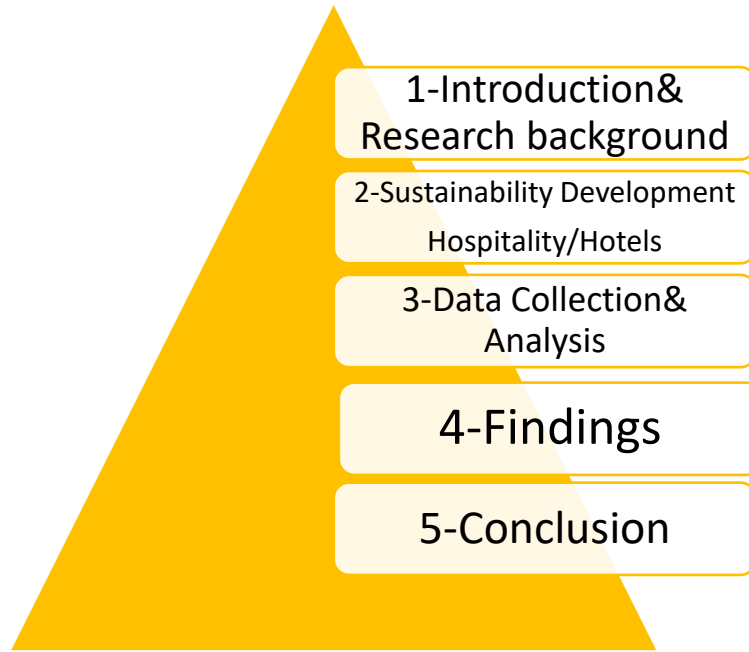 1-Introduction&
Research background
2-Sustainability Development
Hospitality/Hotels
3-Data Collection&
Analysis
4-Findings
5-Conclusion